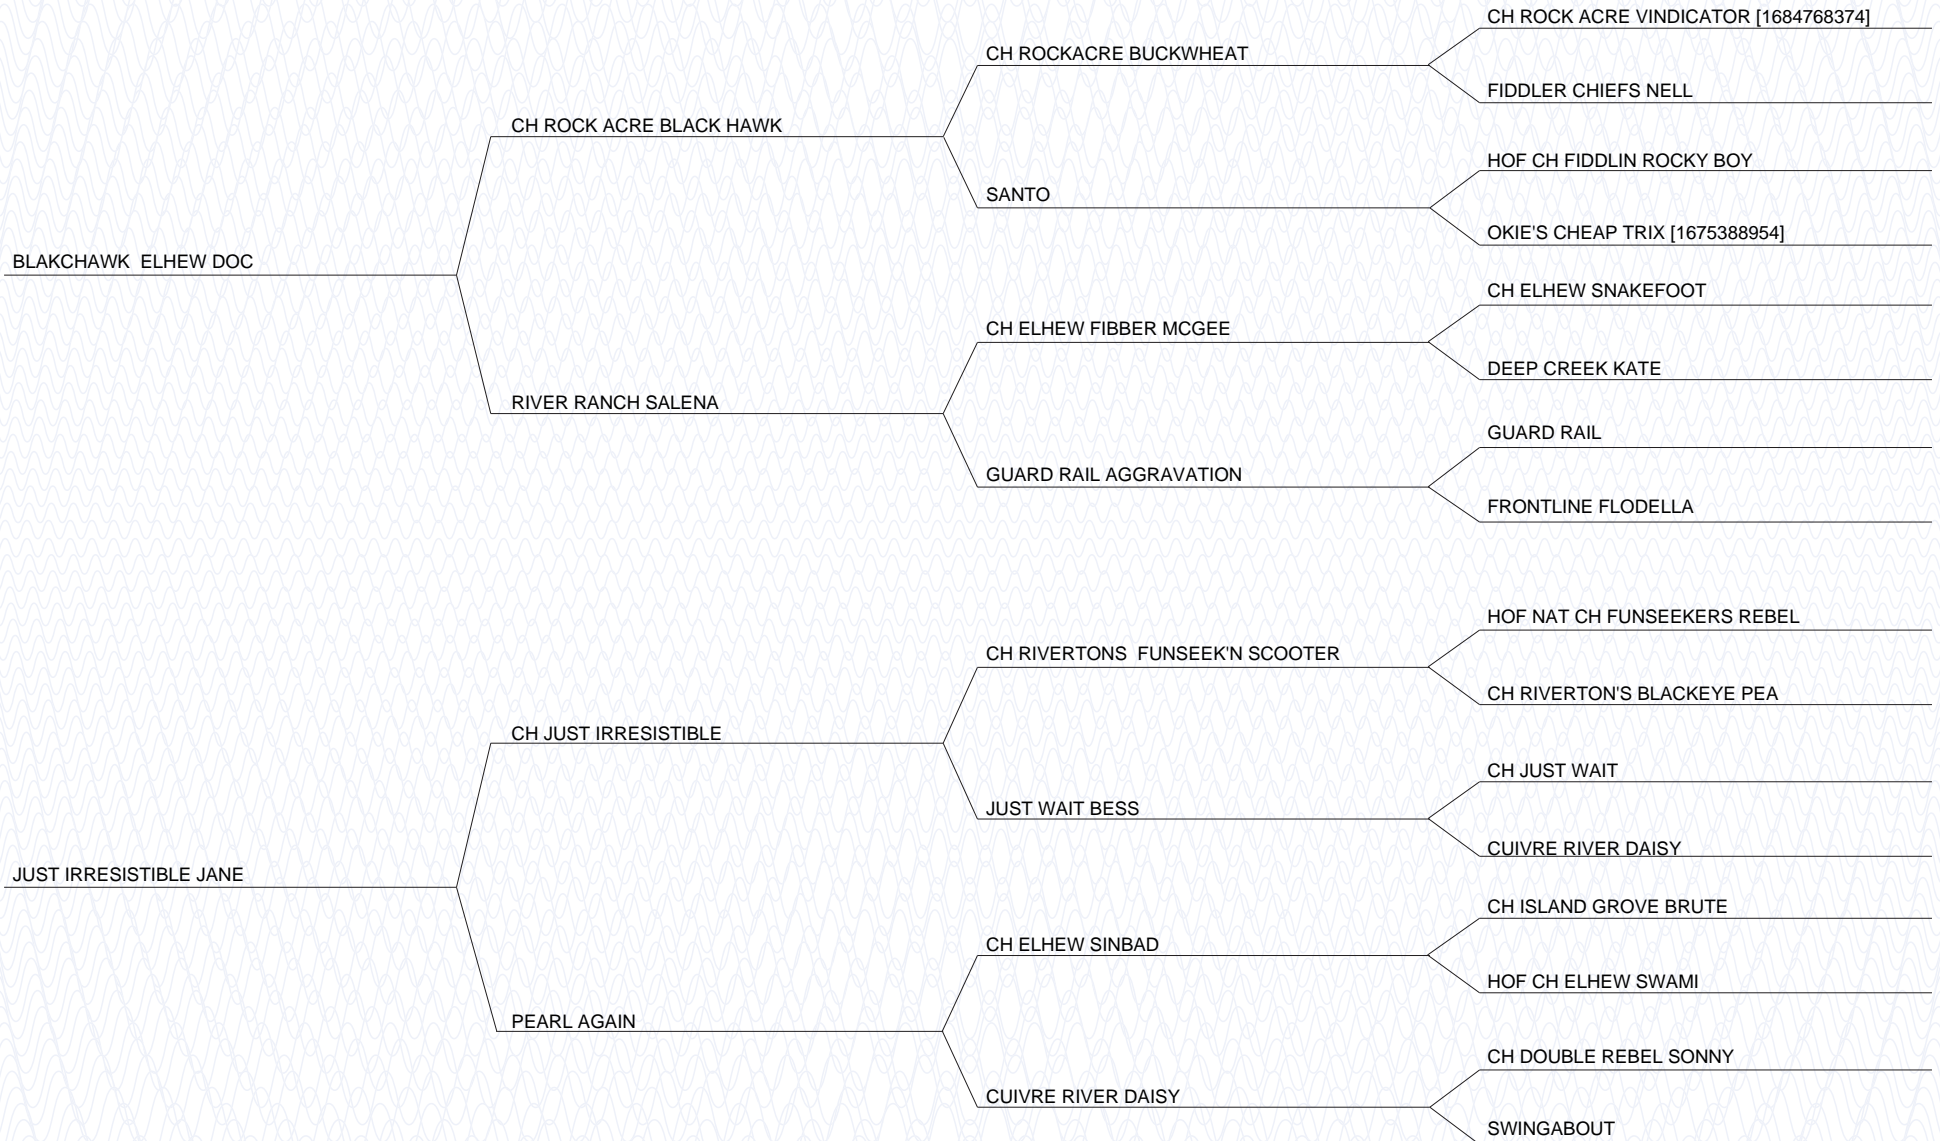 CH ROCK ACRE VINDICATOR [1684768374]
CH ROCKACRE BUCKWHEAT
FIDDLER CHIEFS NELL
CH ROCK ACRE BLACK HAWK
HOF CH FIDDLIN ROCKY BOY
SANTO
OKIE'S CHEAP TRIX [1675388954]
BLAKCHAWK  ELHEW DOC
CH ELHEW SNAKEFOOT
CH ELHEW FIBBER MCGEE
DEEP CREEK KATE
RIVER RANCH SALENA
GUARD RAIL
GUARD RAIL AGGRAVATION
FRONTLINE FLODELLA
HOF NAT CH FUNSEEKERS REBEL
CH RIVERTONS  FUNSEEK'N SCOOTER
CH RIVERTON'S BLACKEYE PEA
CH JUST IRRESISTIBLE
CH JUST WAIT
JUST WAIT BESS
CUIVRE RIVER DAISY
JUST IRRESISTIBLE JANE
CH ISLAND GROVE BRUTE
CH ELHEW SINBAD
HOF CH ELHEW SWAMI
PEARL AGAIN
CH DOUBLE REBEL SONNY
CUIVRE RIVER DAISY
SWINGABOUT